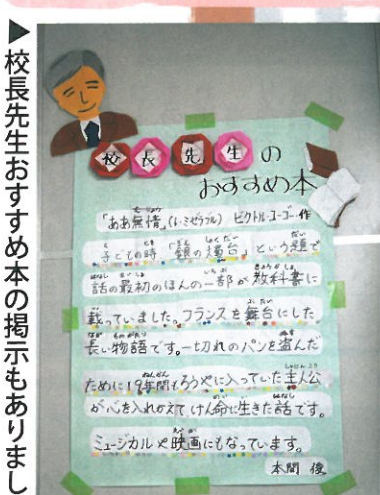 ▶校長先生おすすめ本の掲示もありまし
校長先生の
おすすめ本
「ああ無情」(レ・ミゼラブル) ビクトル・ユーゴー作
子どもの時、「銀の燭台」という題で
話の最初のほんの一部が教科書に
載っていました。フランスを舞台にした
長い物語です。一切れのパンを盗んだ
ために19年間もろうやに入っていた主人公
が心を入れかえて、けん命に生きた話です。
ミュージカルや映画にもなっています。
本間 俊